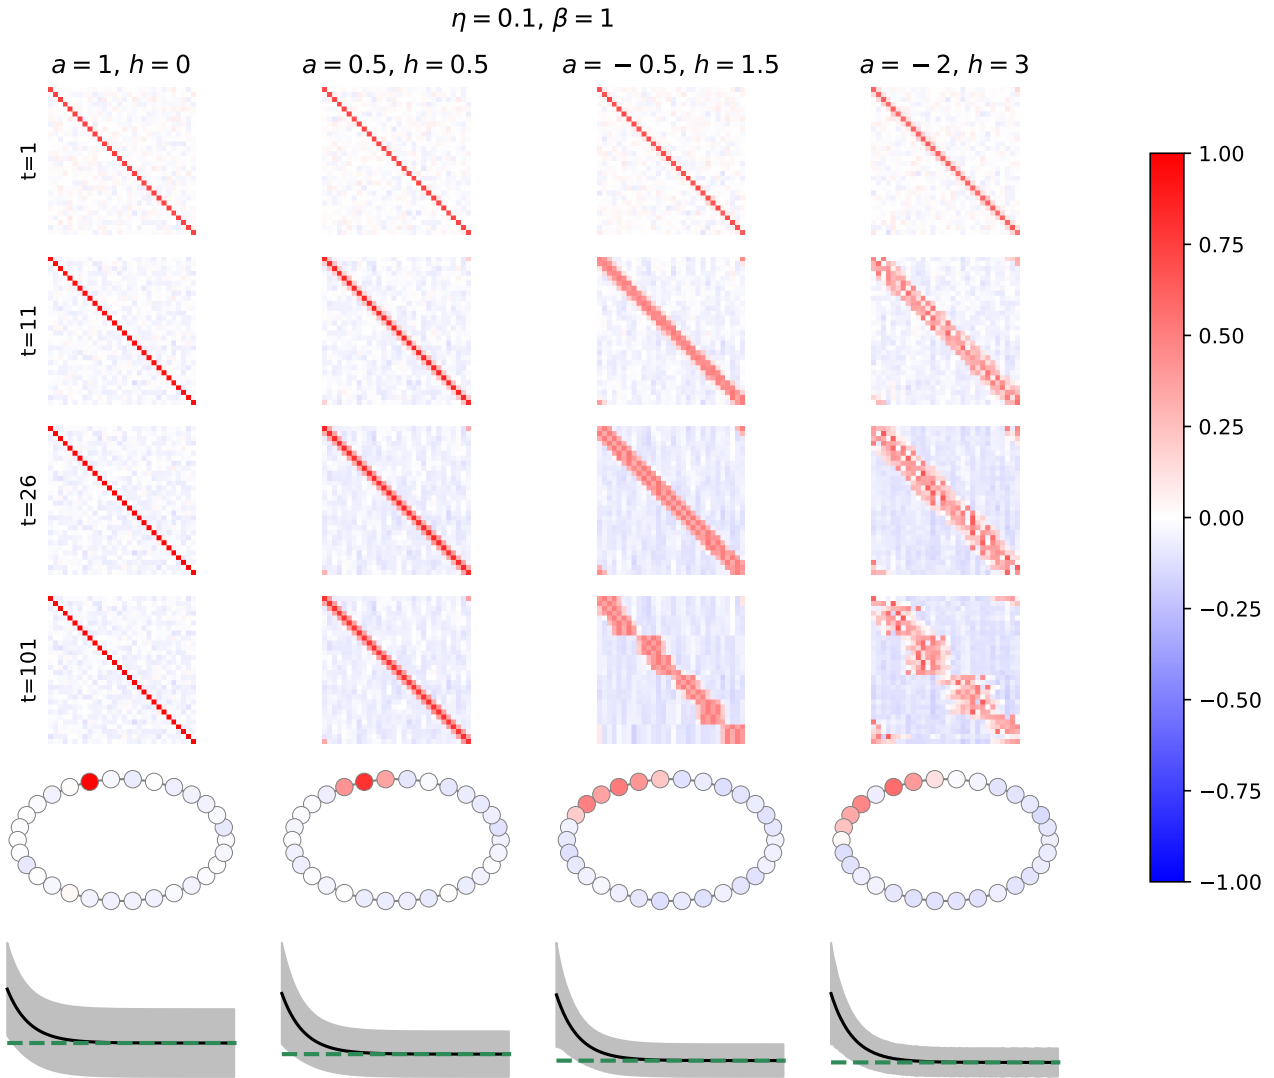 η = 0.1, β = 1
a = 1, h = 0
a = 0.5, h = 0.5
a = −0.5, h = 1.5
a = −2, h = 3
t=1
t=11
t=26
t=101
1.00
0.75
0.50
0.25
0.00
−0.25
−0.50
−0.75
−1.00